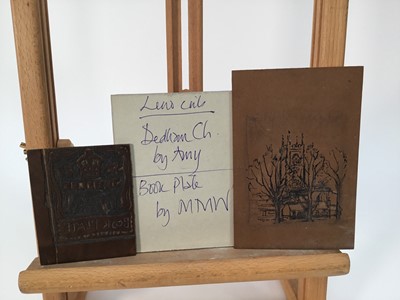 Lino cuts
Dedham Ch.
by Amy
Book Plate
by MMW